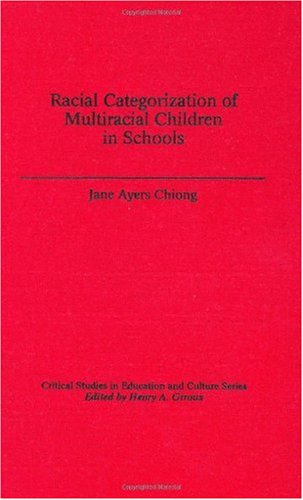 Racial Categorization of
Multiracial Children
in Schools
Jane Ayers Chiong
Critical Studies in Education and Culture Series
Edited by Henry A. Giroux